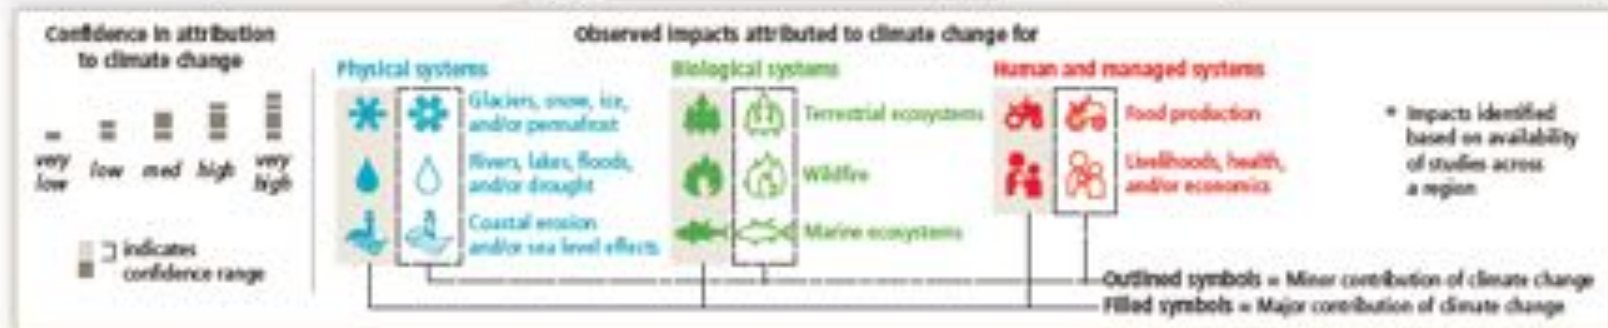 Confidence in attribution
to climate change
very
low
low
med
high
very
high
indicates
confidence range
Observed impacts attributed to climate change for
Physical systems
Glaciers, snow, ice,
and/or permafrost
Rivers, lakes, floods,
and/or drought
Coastal erosion
and/or sea level effects
Biological systems
Terrestrial ecosystems
Wildfire
Marine ecosystems
Human and managed systems
Food production
Livelihoods, health,
and/or economics
* Impacts identified
based on availability
of studies across
a region
Outlined symbols = Minor contribution of climate change
Filled symbols = Major contribution of climate change